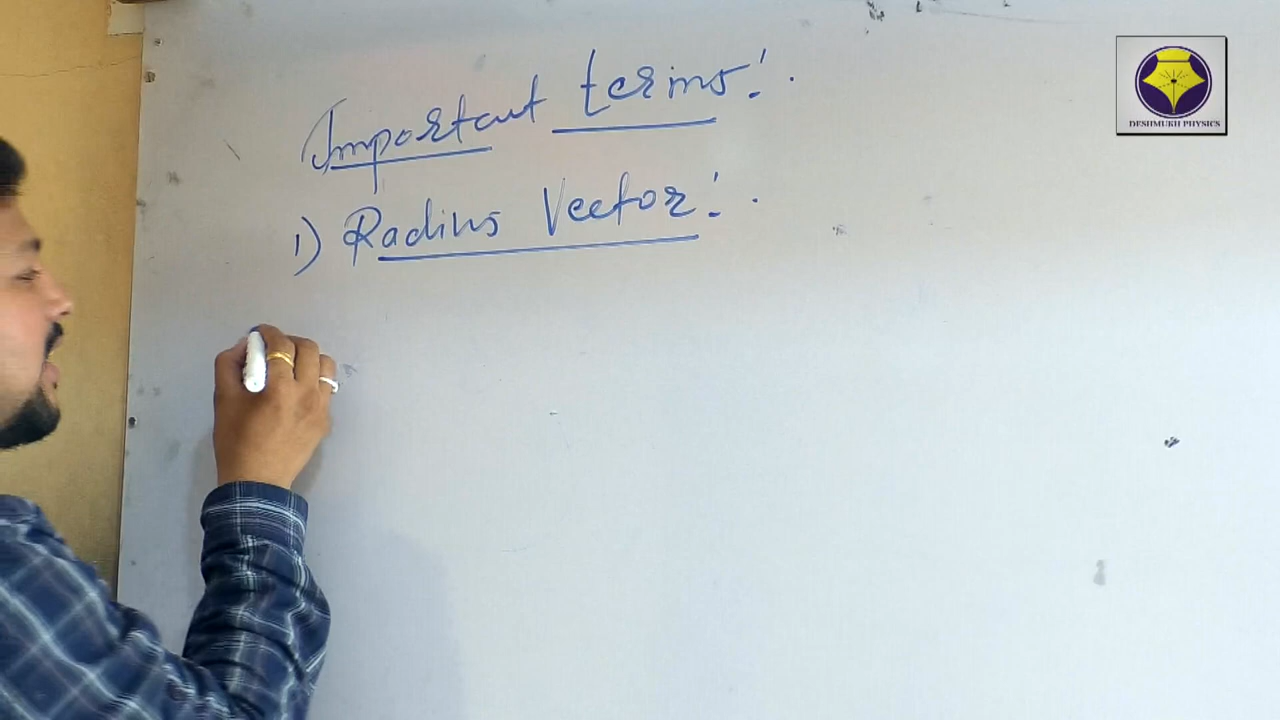 Important terms:.
1) Radius Vector:.
DESHMUKH PHYSICS